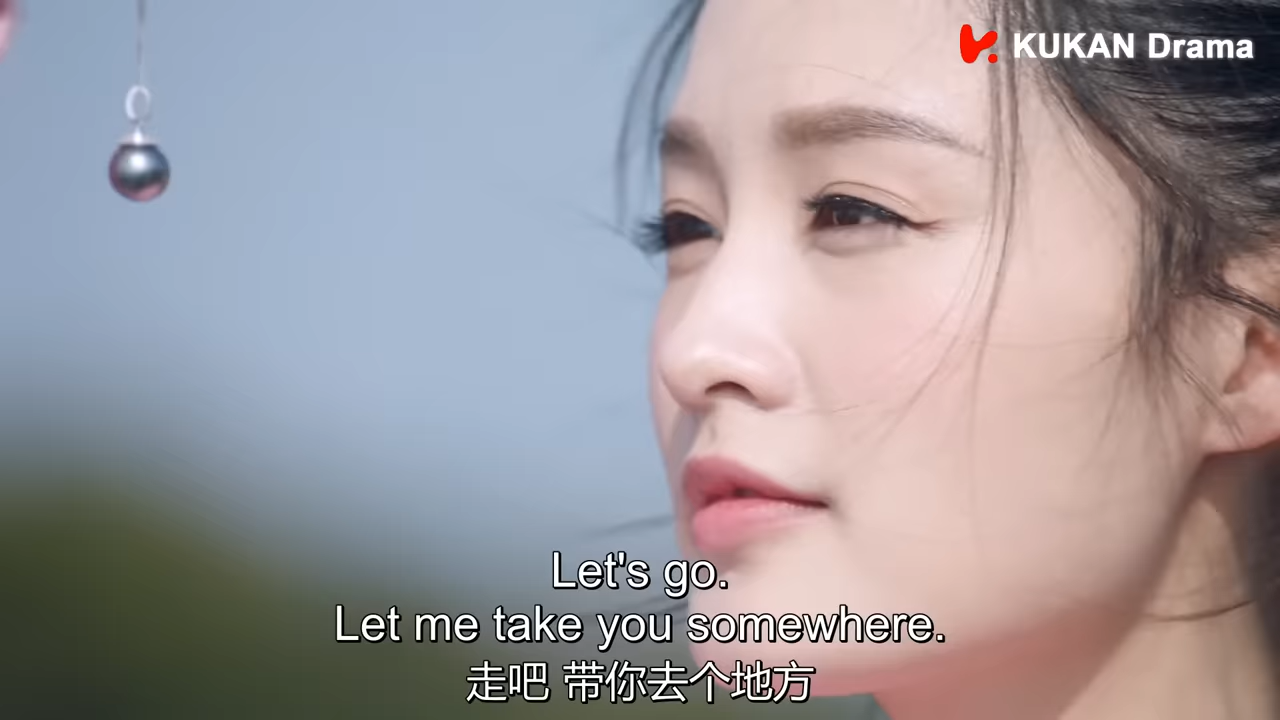 KUKAN Drama
Let's go.
Let me take you somewhere.
走吧 带你去个地方